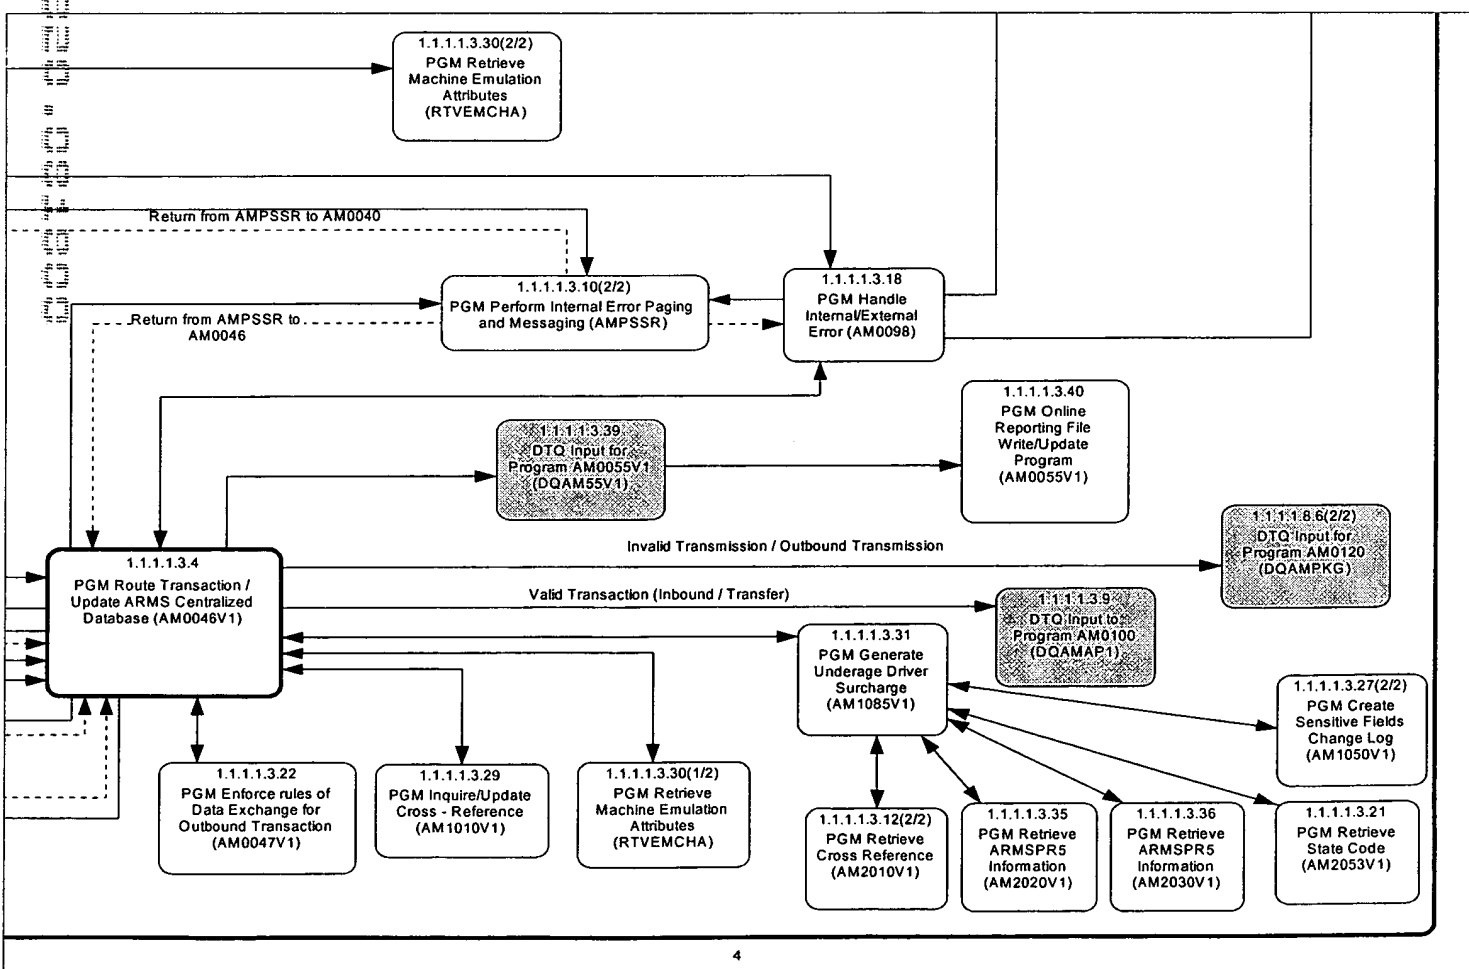 1.1.1.1.3.30(2/2)
PGM Retrieve
Machine Emulation
Attributes
(RTVEMCHA)
Return from AMPSSR to AM0040
1.1.1.1.3.10(2/2)
PGM Perform Internal Error Paging
and Messaging (AMPSSR)
1.1.1.1.3.18
PGM Handle
Internal/External
Error (AM0098)
Return from AMPSSR to
AM0046
1.1.1.1.3.40
PGM Online
Reporting File
Write/Update
Program
(AM0055V1)
1.1.1.1.3.39
DTQ Input for
Program AM0055V1
(DQAM55V1)
1.1.1.1.8.6(2/2)
DTQ Input for
Program AM0120
(DQAMPKG)
Invalid Transmission / Outbound Transmission
1.1.1.1.3.4
PGM Route Transaction /
Update ARMS Centralized
Database (AM0046V1)
Valid Transaction (Inbound / Transfer)
1.1.1.1.3.9
DTQ Input to
Program AM0100
(DQAMAP1)
1.1.1.1.3.31
PGM Generate
Underage Driver
Surcharge
(AM1085V1)
1.1.1.1.3.27(2/2)
PGM Create
Sensitive Fields
Change Log
(AM1050V1)
1.1.1.1.3.22
PGM Enforce rules of
Data Exchange for
Outbound Transaction
(AM0047V1)
1.1.1.1.3.29
PGM Inquire/Update
Cross - Reference
(AM1010V1)
1.1.1.1.3.30(1/2)
PGM Retrieve
Machine Emulation
Attributes
(RTVEMCHA)
1.1.1.1.3.12(2/2)
PGM Retrieve
Cross Reference
(AM2010V1)
1.1.1.1.3.35
PGM Retrieve
ARMSPR5
Information
(AM2020V1)
1.1.1.1.3.36
PGM Retrieve
ARMSPR5
Information
(AM2030V1)
1.1.1.1.3.21
PGM Retrieve
State Code
(AM2053V1)
4